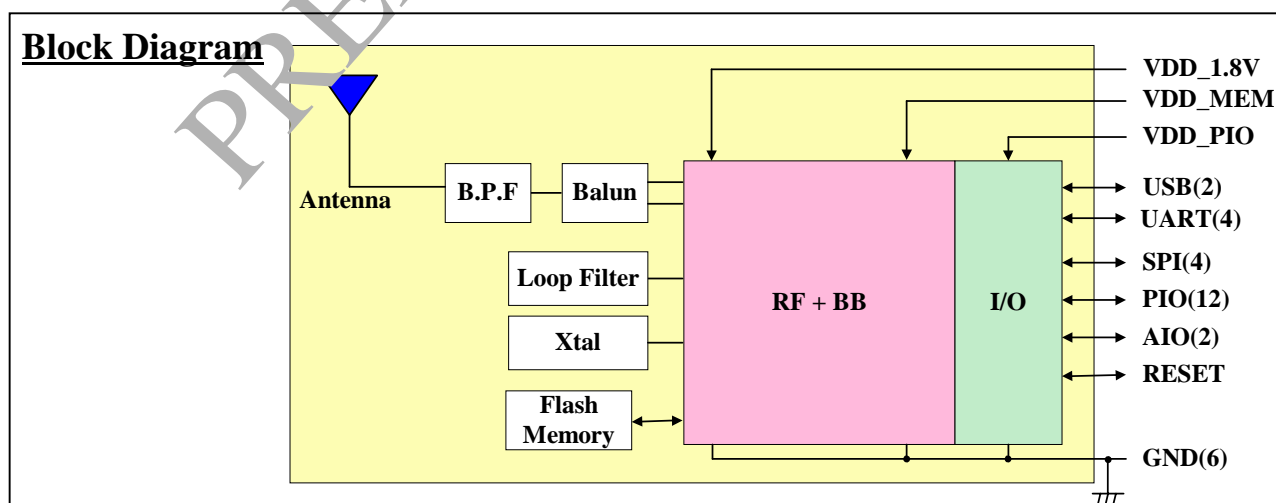 Block Diagram
PRE
VDD_1.8V
VDD_MEM
VDD_PIO
Antenna
B.P.F
Balun
USB(2)
UART(4)
Loop Filter
SPI(4)
RF + BB
I/O
PIO(12)
Xtal
AIO(2)
RESET
Flash
Memory
GND(6)